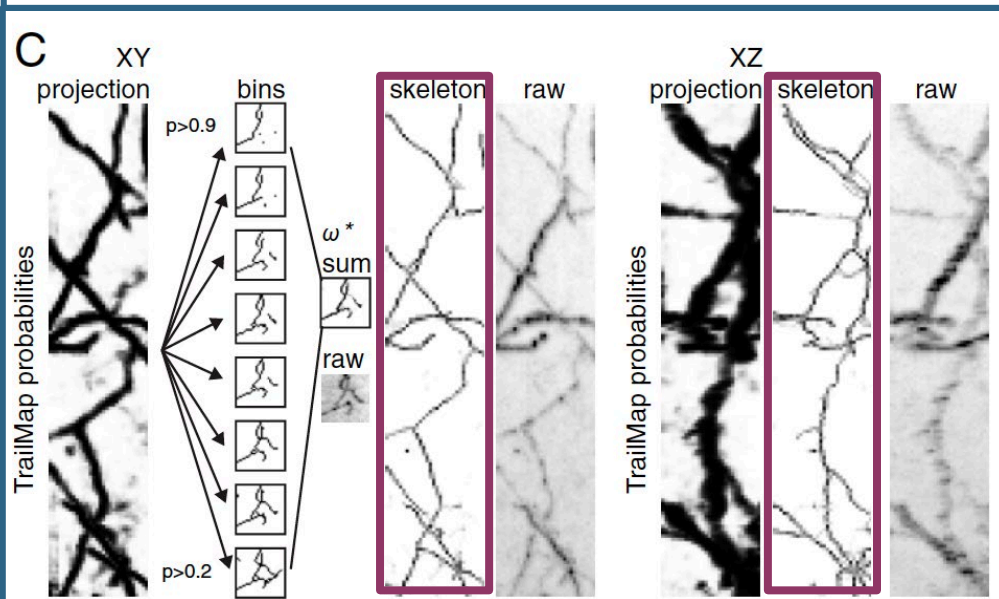 C
XY
projection
bins
skeleton
raw
XZ
projection
skeleton
raw
p>0.9
ω*
sum
raw
p>0.2
TrailMap probabilities
TrailMap probabilities